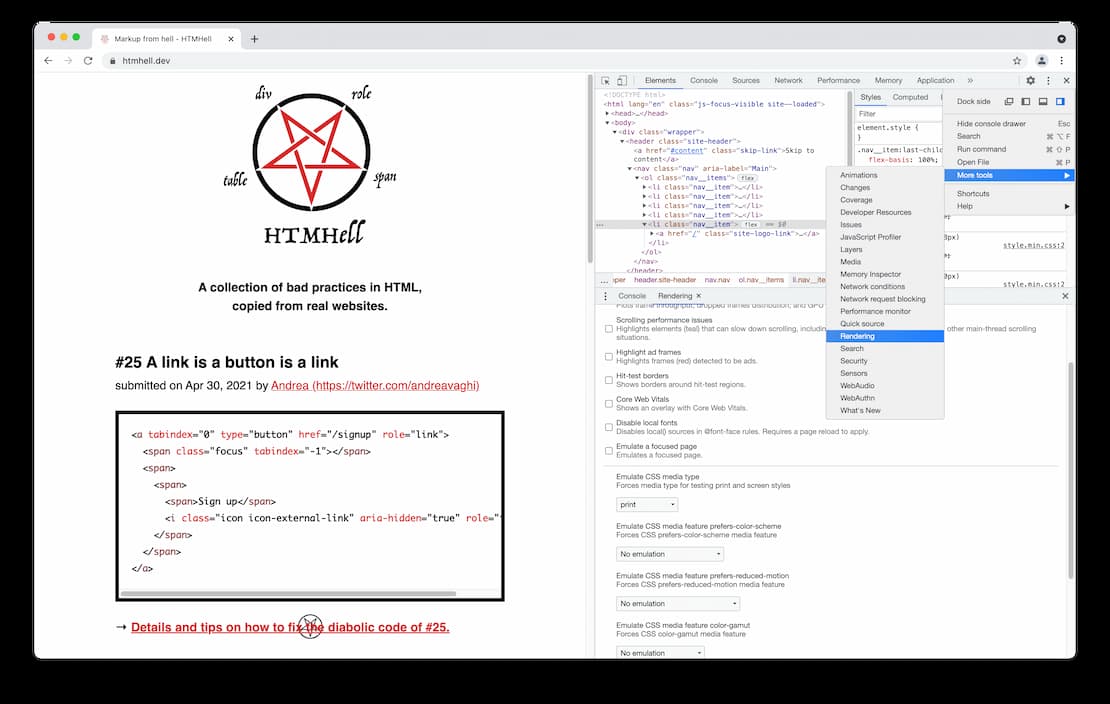 Markup from hell - HTMHell
htmhell.dev
div
role
table
span
HTMHell
A collection of bad practices in HTML,
copied from real websites.
#25 A link is a button is a link
submitted on Apr 30, 2021 by Andrea (https://twitter.com/andreavaghi)
<a tabindex="0" type="button" href="/signup" role="link">
<span class="focus" tabindex="-1"></span>
<span>
<span>
<span>Sign up</span>
<i class="icon icon-external-link" aria-hidden="true" role="
</span>
</span>
</a>
→ Details and tips on how to fix the diabolic code of #25.
Elements Console Sources Network Performance Memory Application »
<!DOCTYPE html>
<html lang="en" class="js-focus-visible site--loaded">
▶<head>…</head>
▼<body>
▼<div class="wrapper">
▼<header class="site-header">
<a href="#content" class="skip-link">Skip to
content</a>
▼<nav class="nav" aria-label="Main">
▼<ol class="nav__items"> flex
▶<li class="nav__item">…</li>
▶<li class="nav__item">…</li>
▶<li class="nav__item">…</li>
▶<li class="nav__item">…</li>
… ▼<li class="nav__item"> flex == $0
▶<a href="/" class="site-logo-link">…</a>
</li>
</ol>
</nav>
</header>
… header.site-header nav.nav ol.nav__items
Styles Computed
Filter
element.style {
}
.nav__item:last-child
flex-basis: 100%;
style.min.css:2
style.min.css:2
Dock side
Hide console drawer Esc
Search ⌘ ⌥ F
Run command ⌘ ⇧ P
Open File ⌘ P
More tools ▶
Shortcuts
Help ▶
Animations
Changes
Coverage
Developer Resources
Issues
JavaScript Profiler
Layers
Media
Memory Inspector
Network conditions
Network request blocking
Performance monitor
Quick source
Rendering
Search
Security
Sensors
WebAudio
WebAuthn
What's New
Console Rendering ×
Plots frame throughput, dropped frames distribution, and GPU
Scrolling performance issues
Highlights elements (teal) that can slow down scrolling, includin other main-thread scrolling
situations.
Highlight ad frames
Highlights frames (red) detected to be ads.
Hit-test borders
Shows borders around hit-test regions.
Core Web Vitals
Shows an overlay with Core Web Vitals.
Disable local fonts
Disables local() sources in @font-face rules. Requires a page reload to apply.
Emulate a focused page
Emulates a focused page.
Emulate CSS media type
Forces media type for testing print and screen styles
print
Emulate CSS media feature prefers-color-scheme
Forces CSS prefers-color-scheme media feature
No emulation
Emulate CSS media feature prefers-reduced-motion
Forces CSS prefers-reduced-motion media feature
No emulation
Emulate CSS media feature color-gamut
Forces CSS color-gamut media feature
No emulation